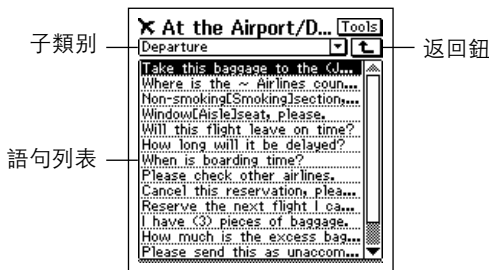 At the Airport/D... Tools
子類別
Departure
返回鈕
Take this baggage to the (J...
Where is the ~ Airlines coun...
Non-smoking[Smoking]section,...
Window[Aisle]seat, please.
Will this flight leave on time?
How long will it be delayed?
語句列表
When is boarding time?
Please check other airlines.
Cancel this reservation, plea...
Reserve the next flight I ca...
I have (3) pieces of baggage.
How much is the excess bag...
Please send this as unaccom...